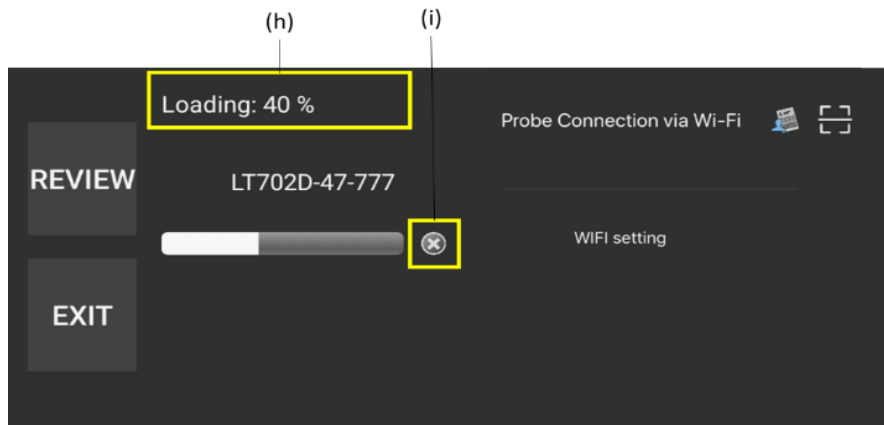 (h)
(i)
Loading: 40 %
Probe Connection via Wi-Fi
REVIEW
LT702D-47-777
WIFI setting
EXIT